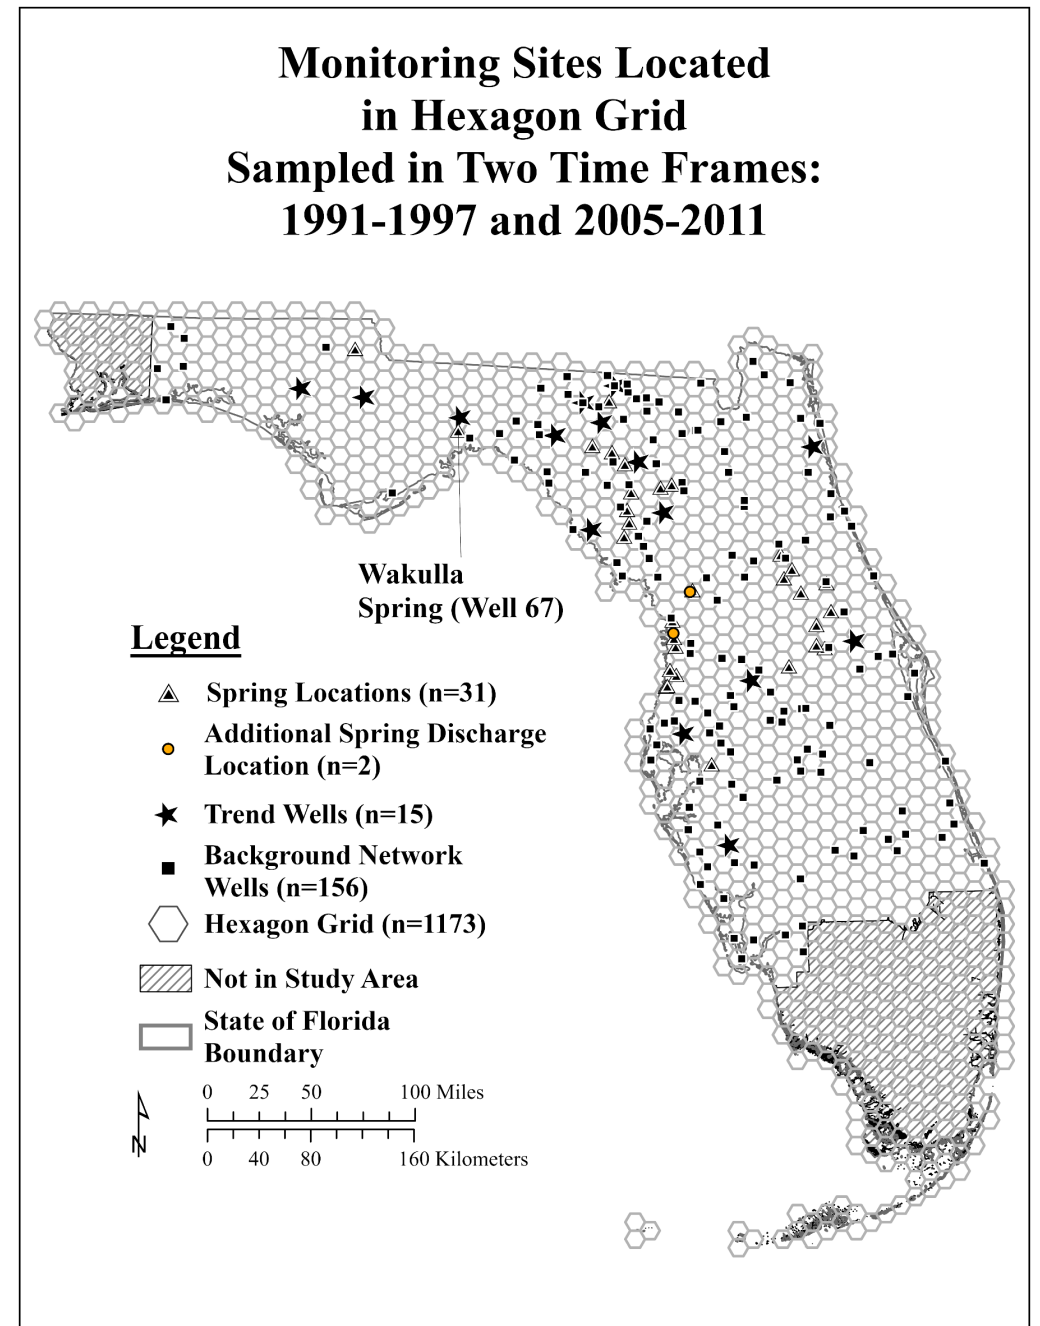 Monitoring Sites Located
in Hexagon Grid
Sampled in Two Time Frames:
1991-1997 and 2005-2011
Wakulla
Spring (Well 67)
Legend
Spring Locations (n=31)
Additional Spring Discharge
Location (n=2)
Trend Wells (n=15)
Background Network
Wells (n=156)
Hexagon Grid (n=1173)
Not in Study Area
State of Florida
Boundary
0 25 50 100 Miles
N
0 40 80 160 Kilometers